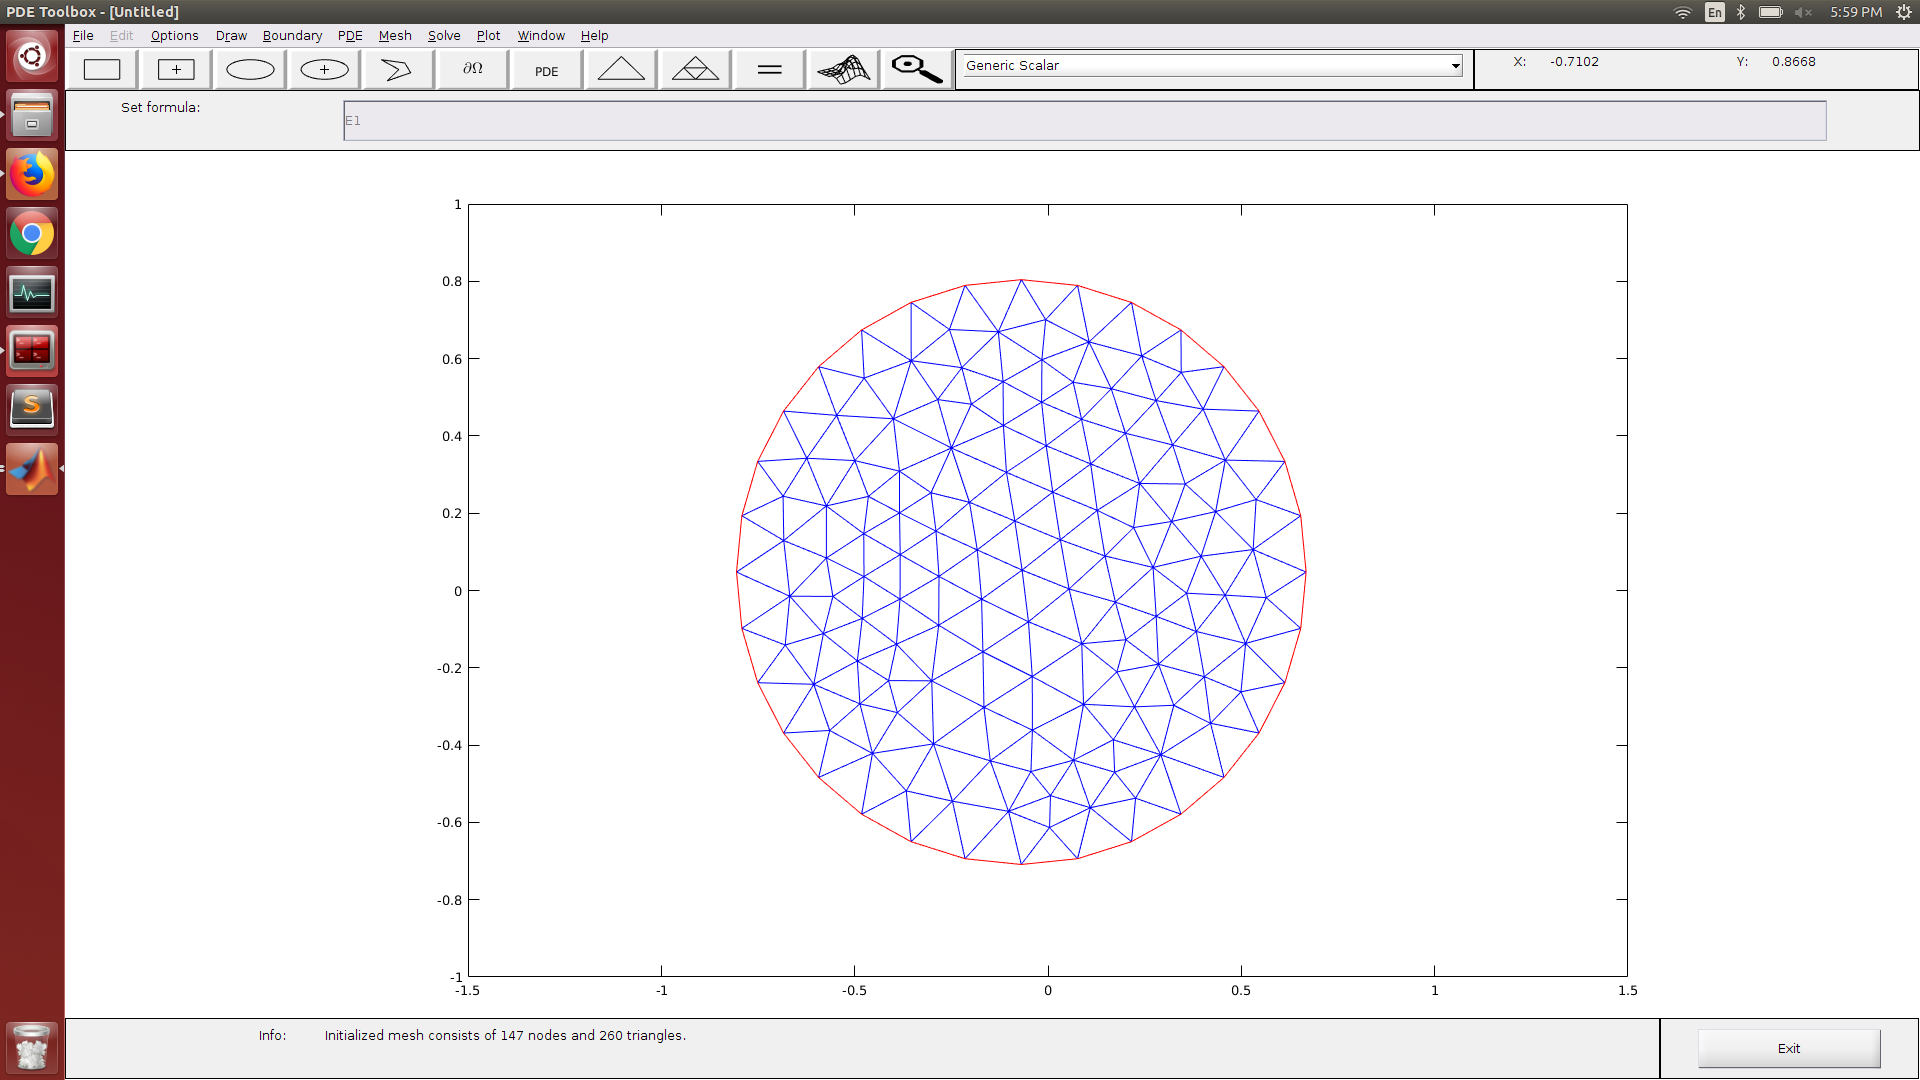 PDE Toolbox - [Untitled] En 5:59 PM
File Edit Options Draw Boundary PDE Mesh Solve Plot Window Help
∂Ω PDE = Generic Scalar X: -0.7102 Y: 0.8668
Set formula: E1
1
0.8
0.6
0.4
0.2
0
-0.2
-0.4
-0.6
-0.8
-1
-1.5 -1 -0.5 0 0.5 1 1.5
Info: Initialized mesh consists of 147 nodes and 260 triangles. Exit